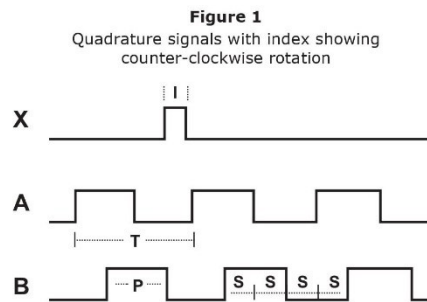 Figure 1
Quadrature signals with index showing
counter-clockwise rotation
I
X
A
T
B
P
S S S S